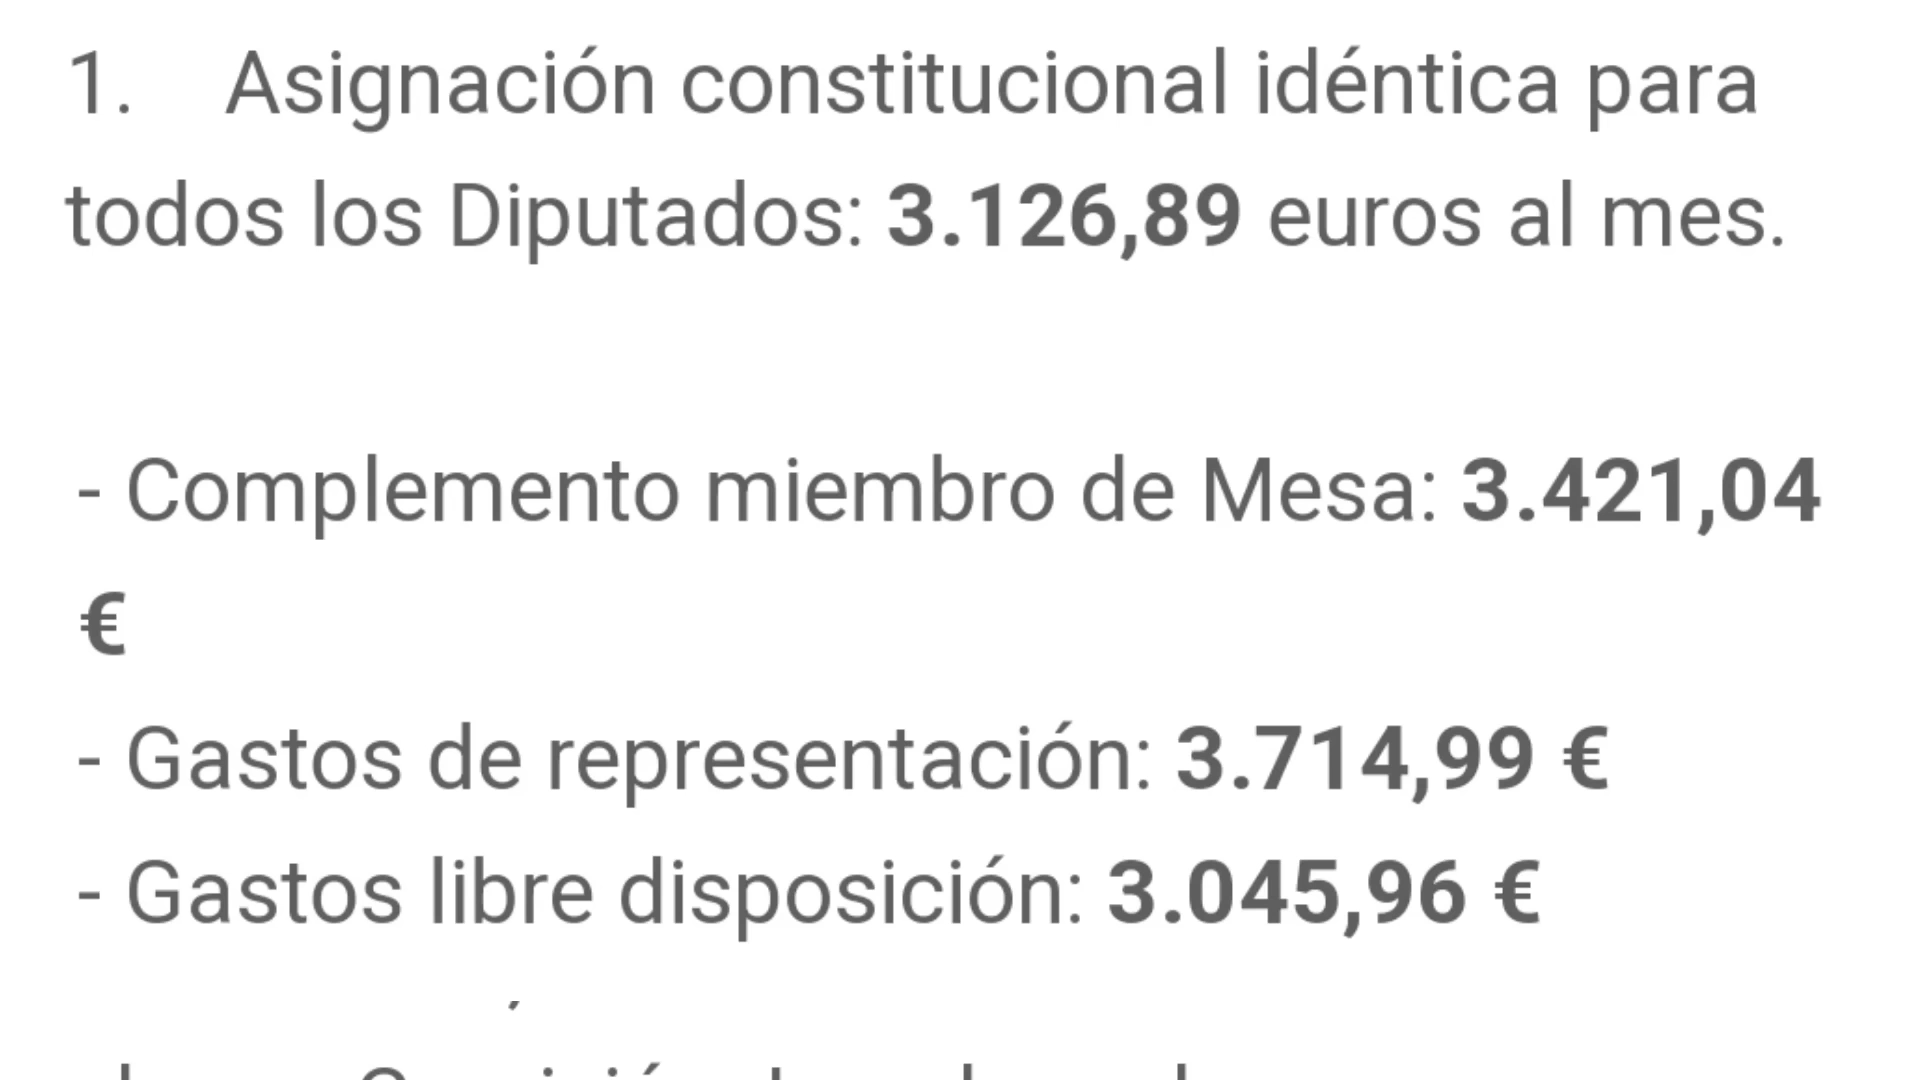 1. Asignación constitucional idéntica para
todos los Diputados: 3.126,89 euros al mes.
- Complemento miembro de Mesa: 3.421,04
€
- Gastos de representación: 3.714,99 €
- Gastos libre disposición: 3.045,96 €